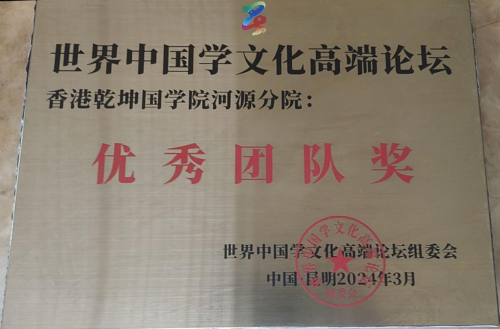 世界中国学文化高端论坛
香港乾坤国学院河源分院：
优秀团队奖
世界中国学文化高端论坛组委会
中国·昆明2024年3月